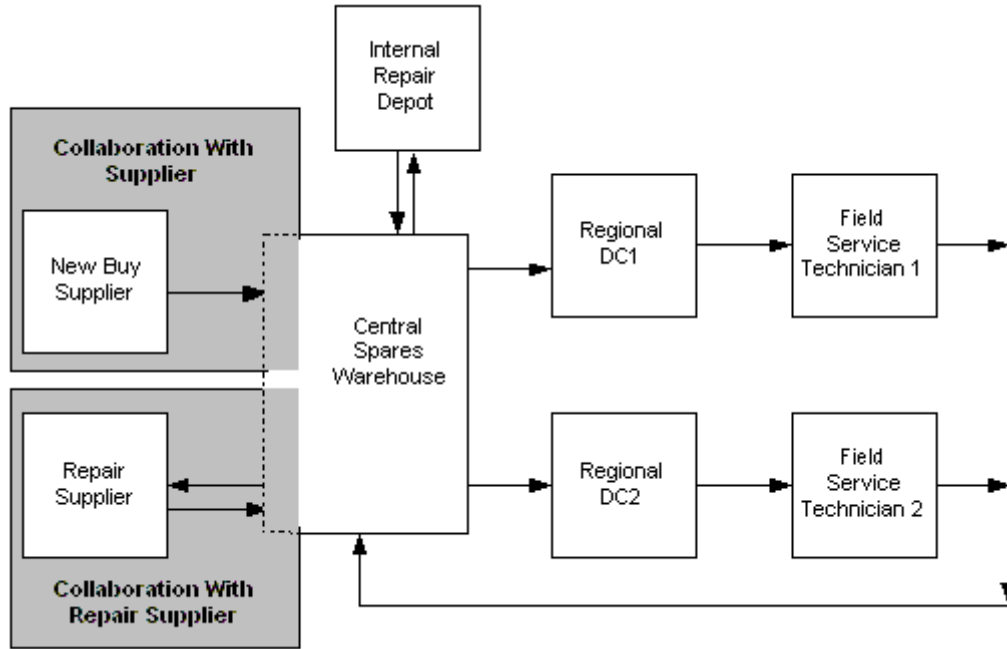 Internal
Repair
Depot
Collaboration With
Supplier
New Buy
Supplier
Central
Spares
Warehouse
Regional
DC1
Field
Service
Technician 1
Repair
Supplier
Regional
DC2
Field
Service
Technician 2
Collaboration With
Repair Supplier